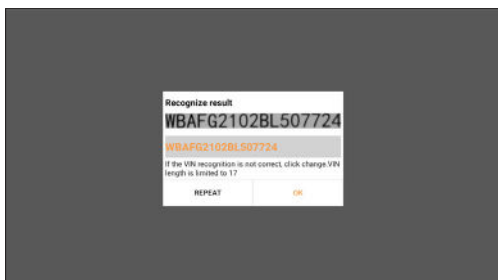 Recognize result
WBAFG2102BL507724
WBAFG2102BL507724
If the VIN recognition is not correct, click change.VIN
length is limited to 17
REPEAT OK